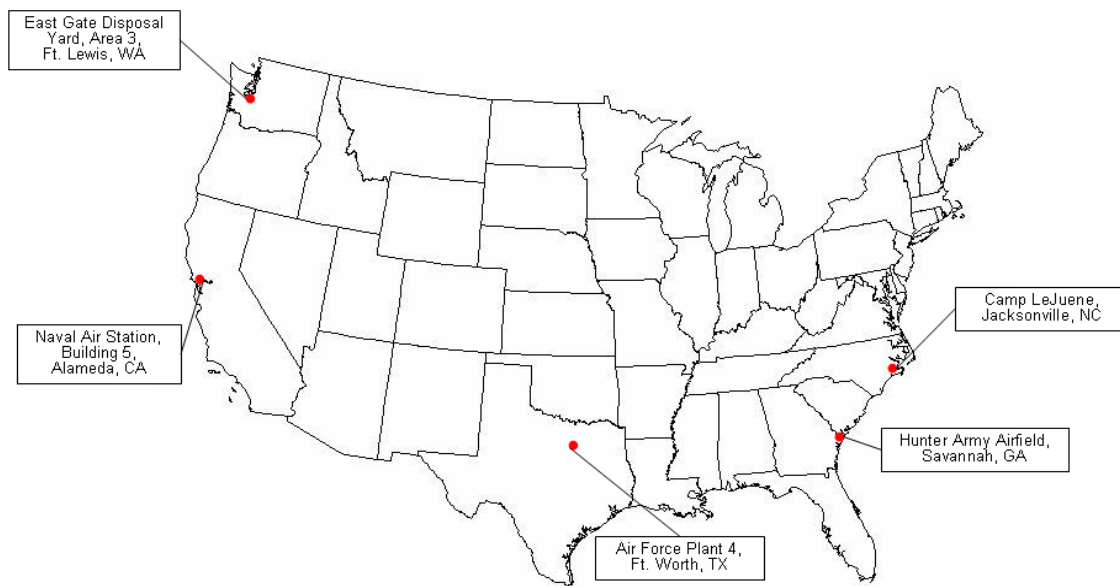 East Gate Disposal
Yard, Area 3,
Ft. Lewis, WA
Naval Air Station,
Building 5,
Alameda, CA
Camp LeJuene,
Jacksonville, NC
Hunter Army Airfield,
Savannah, GA
Air Force Plant 4,
Ft. Worth, TX